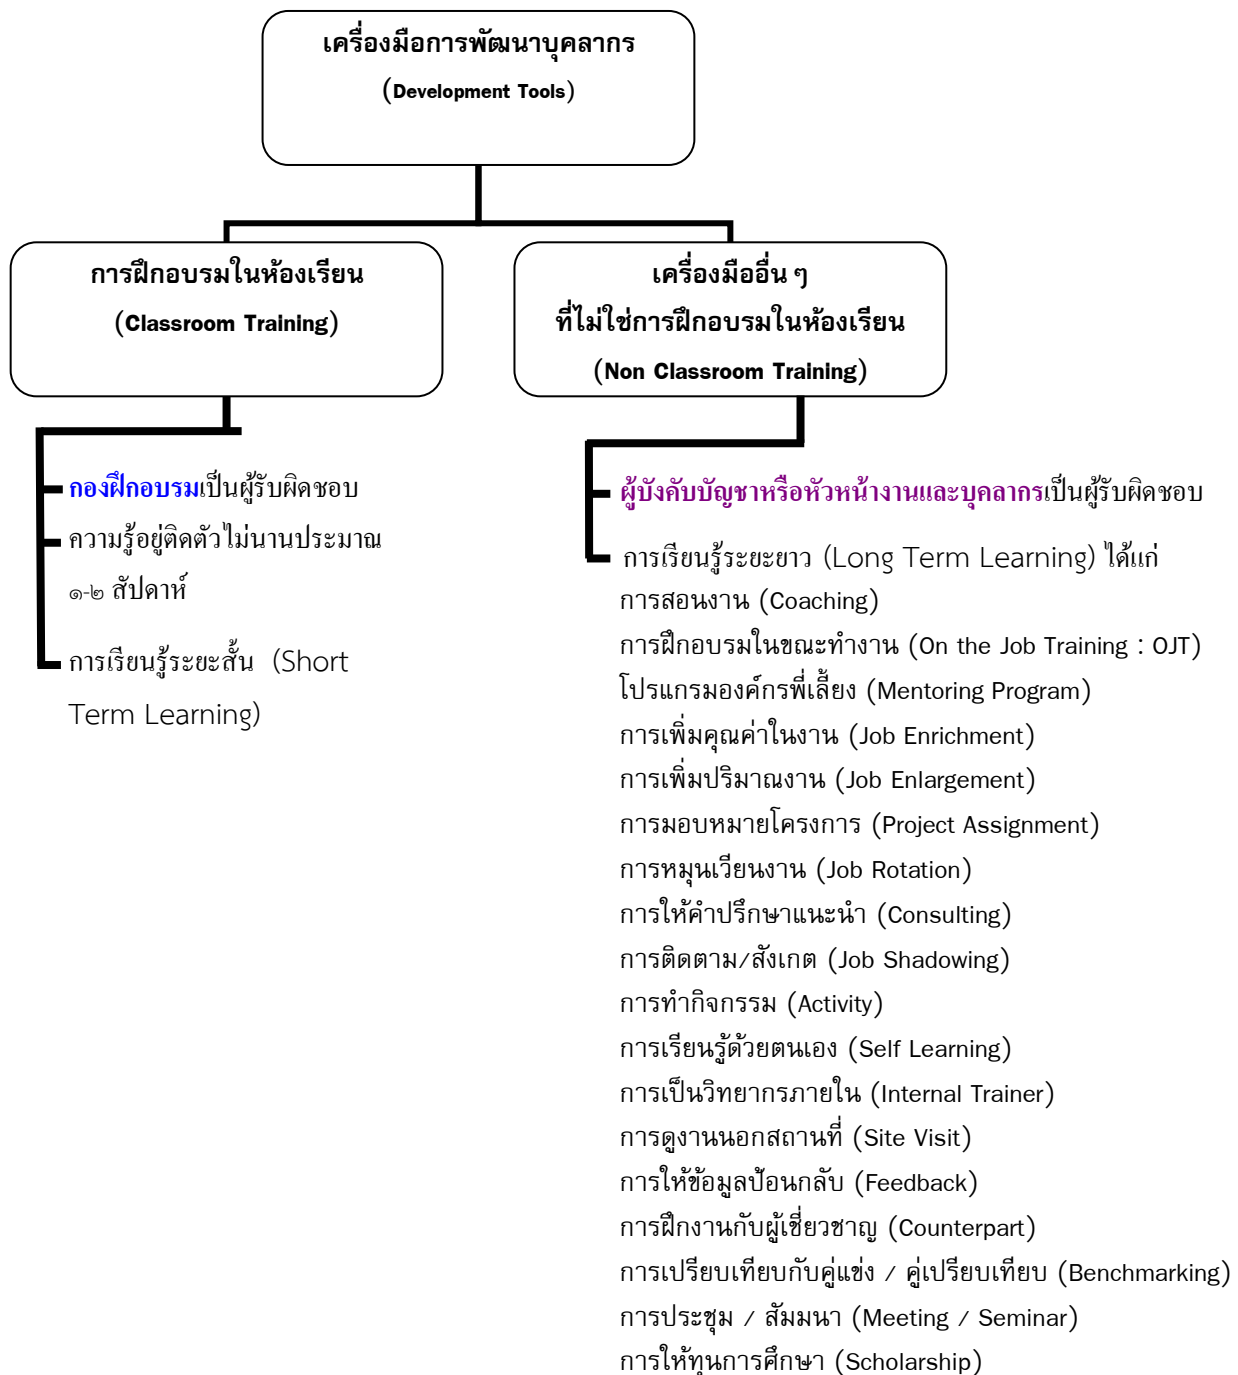 เครื่องมือการพัฒนาบุคลากร
(Development Tools)
การฝึกอบรมในห้องเรียน
(Classroom Training)
เครื่องมืออื่น ๆ
ที่ไม่ใช่การฝึกอบรมในห้องเรียน
(Non Classroom Training)
กองฝึกอบรมเป็นผู้รับผิดชอบ
ความรู้อยู่ติดตัวไม่นานประมาณ
๑-๒ สัปดาห์
การเรียนรู้ระยะสั้น (Short
Term Learning)
ผู้บังคับบัญชาหรือหัวหน้างานและบุคลากรเป็นผู้รับผิดชอบ
การเรียนรู้ระยะยาว (Long Term Learning) ได้แก่
การสอนงาน (Coaching)
การฝึกอบรมในขณะทำงาน (On the Job Training : OJT)
โปรแกรมองค์กรพี่เลี้ยง (Mentoring Program)
การเพิ่มคุณค่าในงาน (Job Enrichment)
การเพิ่มปริมาณงาน (Job Enlargement)
การมอบหมายโครงการ (Project Assignment)
การหมุนเวียนงาน (Job Rotation)
การให้คำปรึกษาแนะนำ (Consulting)
การติดตาม/สังเกต (Job Shadowing)
การทำกิจกรรม (Activity)
การเรียนรู้ด้วยตนเอง (Self Learning)
การเป็นวิทยากรภายใน (Internal Trainer)
การดูงานนอกสถานที่ (Site Visit)
การให้ข้อมูลป้อนกลับ (Feedback)
การฝึกงานกับผู้เชี่ยวชาญ (Counterpart)
การเปรียบเทียบกับคู่แข่ง / คู่เปรียบเทียบ (Benchmarking)
การประชุม / สัมมนา (Meeting / Seminar)
การให้ทุนการศึกษา (Scholarship)